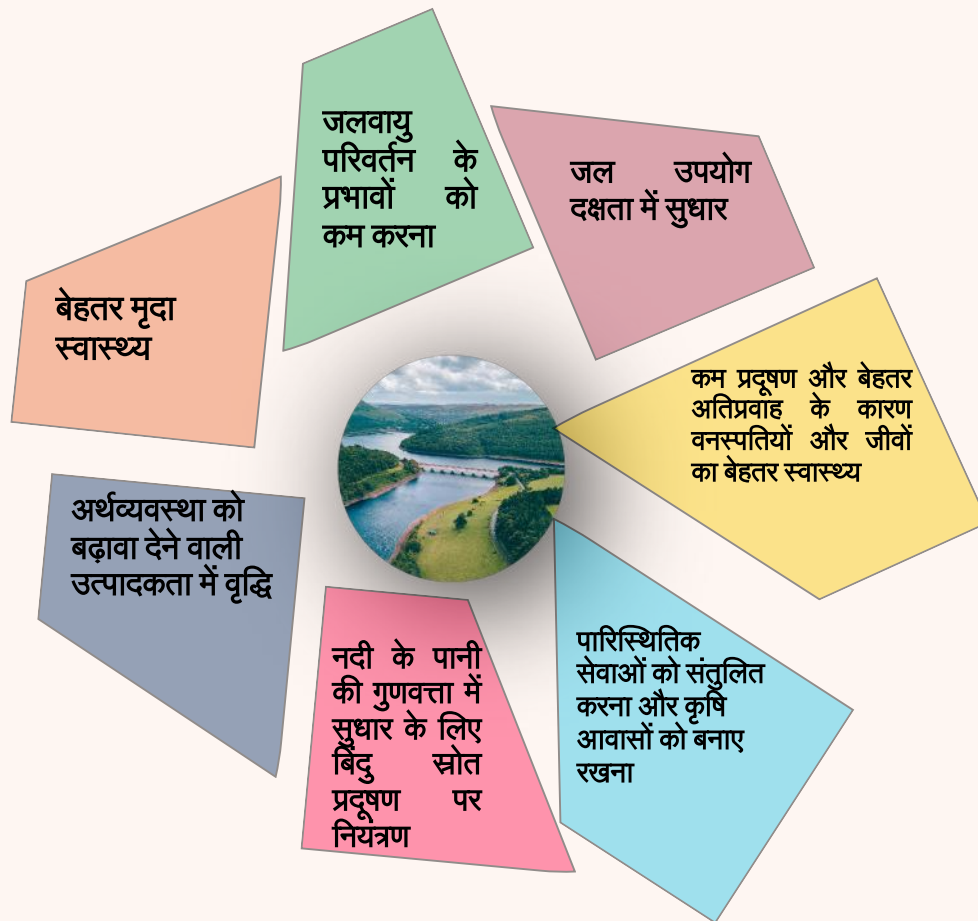 जलवायु
परिवर्तन के
प्रभावों को
कम करना
जल उपयोग
दक्षता में सुधार
कम प्रदूषण और बेहतर
अतिप्रवाह के कारण
वनस्पतियों और जीवों
का बेहतर स्वास्थ्य
पारिस्थितिक
सेवाओं को संतुलित
करना और कृषि
आवासों को बनाए
रखना
नदी के पानी
की गुणवत्ता में
सुधार के लिए
बिंदु स्रोत
प्रदूषण पर
नियंत्रण
अर्थव्यवस्था को
बढ़ावा देने वाली
उत्पादकता में वृद्धि
बेहतर मृदा
स्वास्थ्य